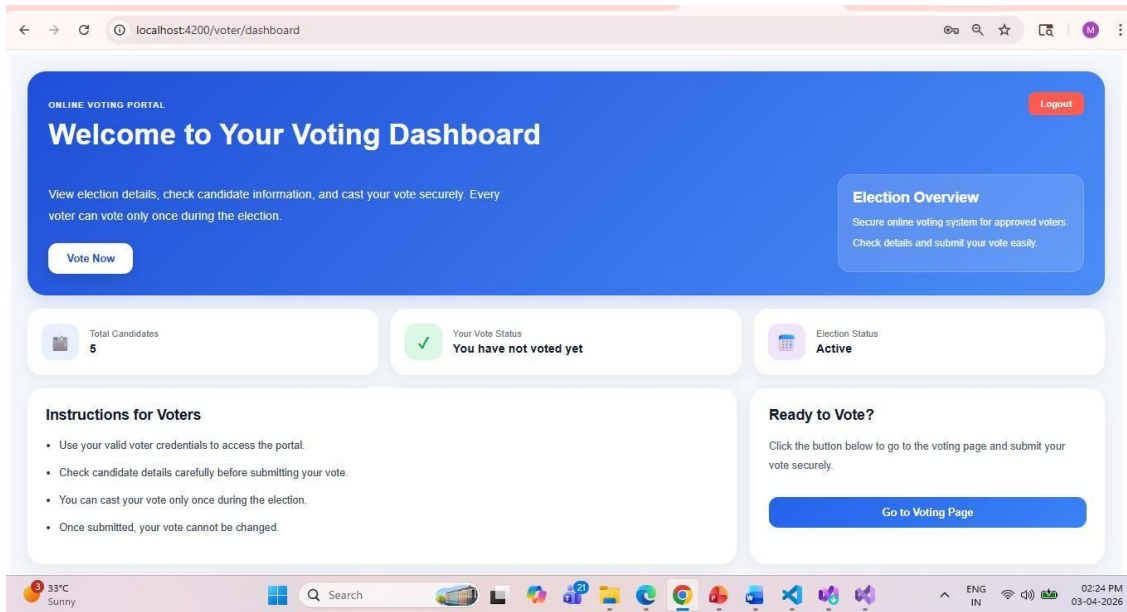 localhost:4200/voter/dashboard
M
ONLINE VOTING PORTAL
Logout
Welcome to Your Voting Dashboard
View election details, check candidate information, and cast your vote securely. Every
voter can vote only once during the election.
Vote Now
Election Overview
Secure online voting system for approved voters.
Check details and submit your vote easily.
Total Candidates
5
Your Vote Status
You have not voted yet
Election Status
Active
Instructions for Voters
• Use your valid voter credentials to access the portal.
• Check candidate details carefully before submitting your vote.
• You can cast your vote only once during the election.
• Once submitted, your vote cannot be changed.
Ready to Vote?
Click the button below to go to the voting page and submit your
vote securely.
Go to Voting Page
3
33°C
Sunny
Search
21
ENG
IN
02:24 PM
03-04-2026